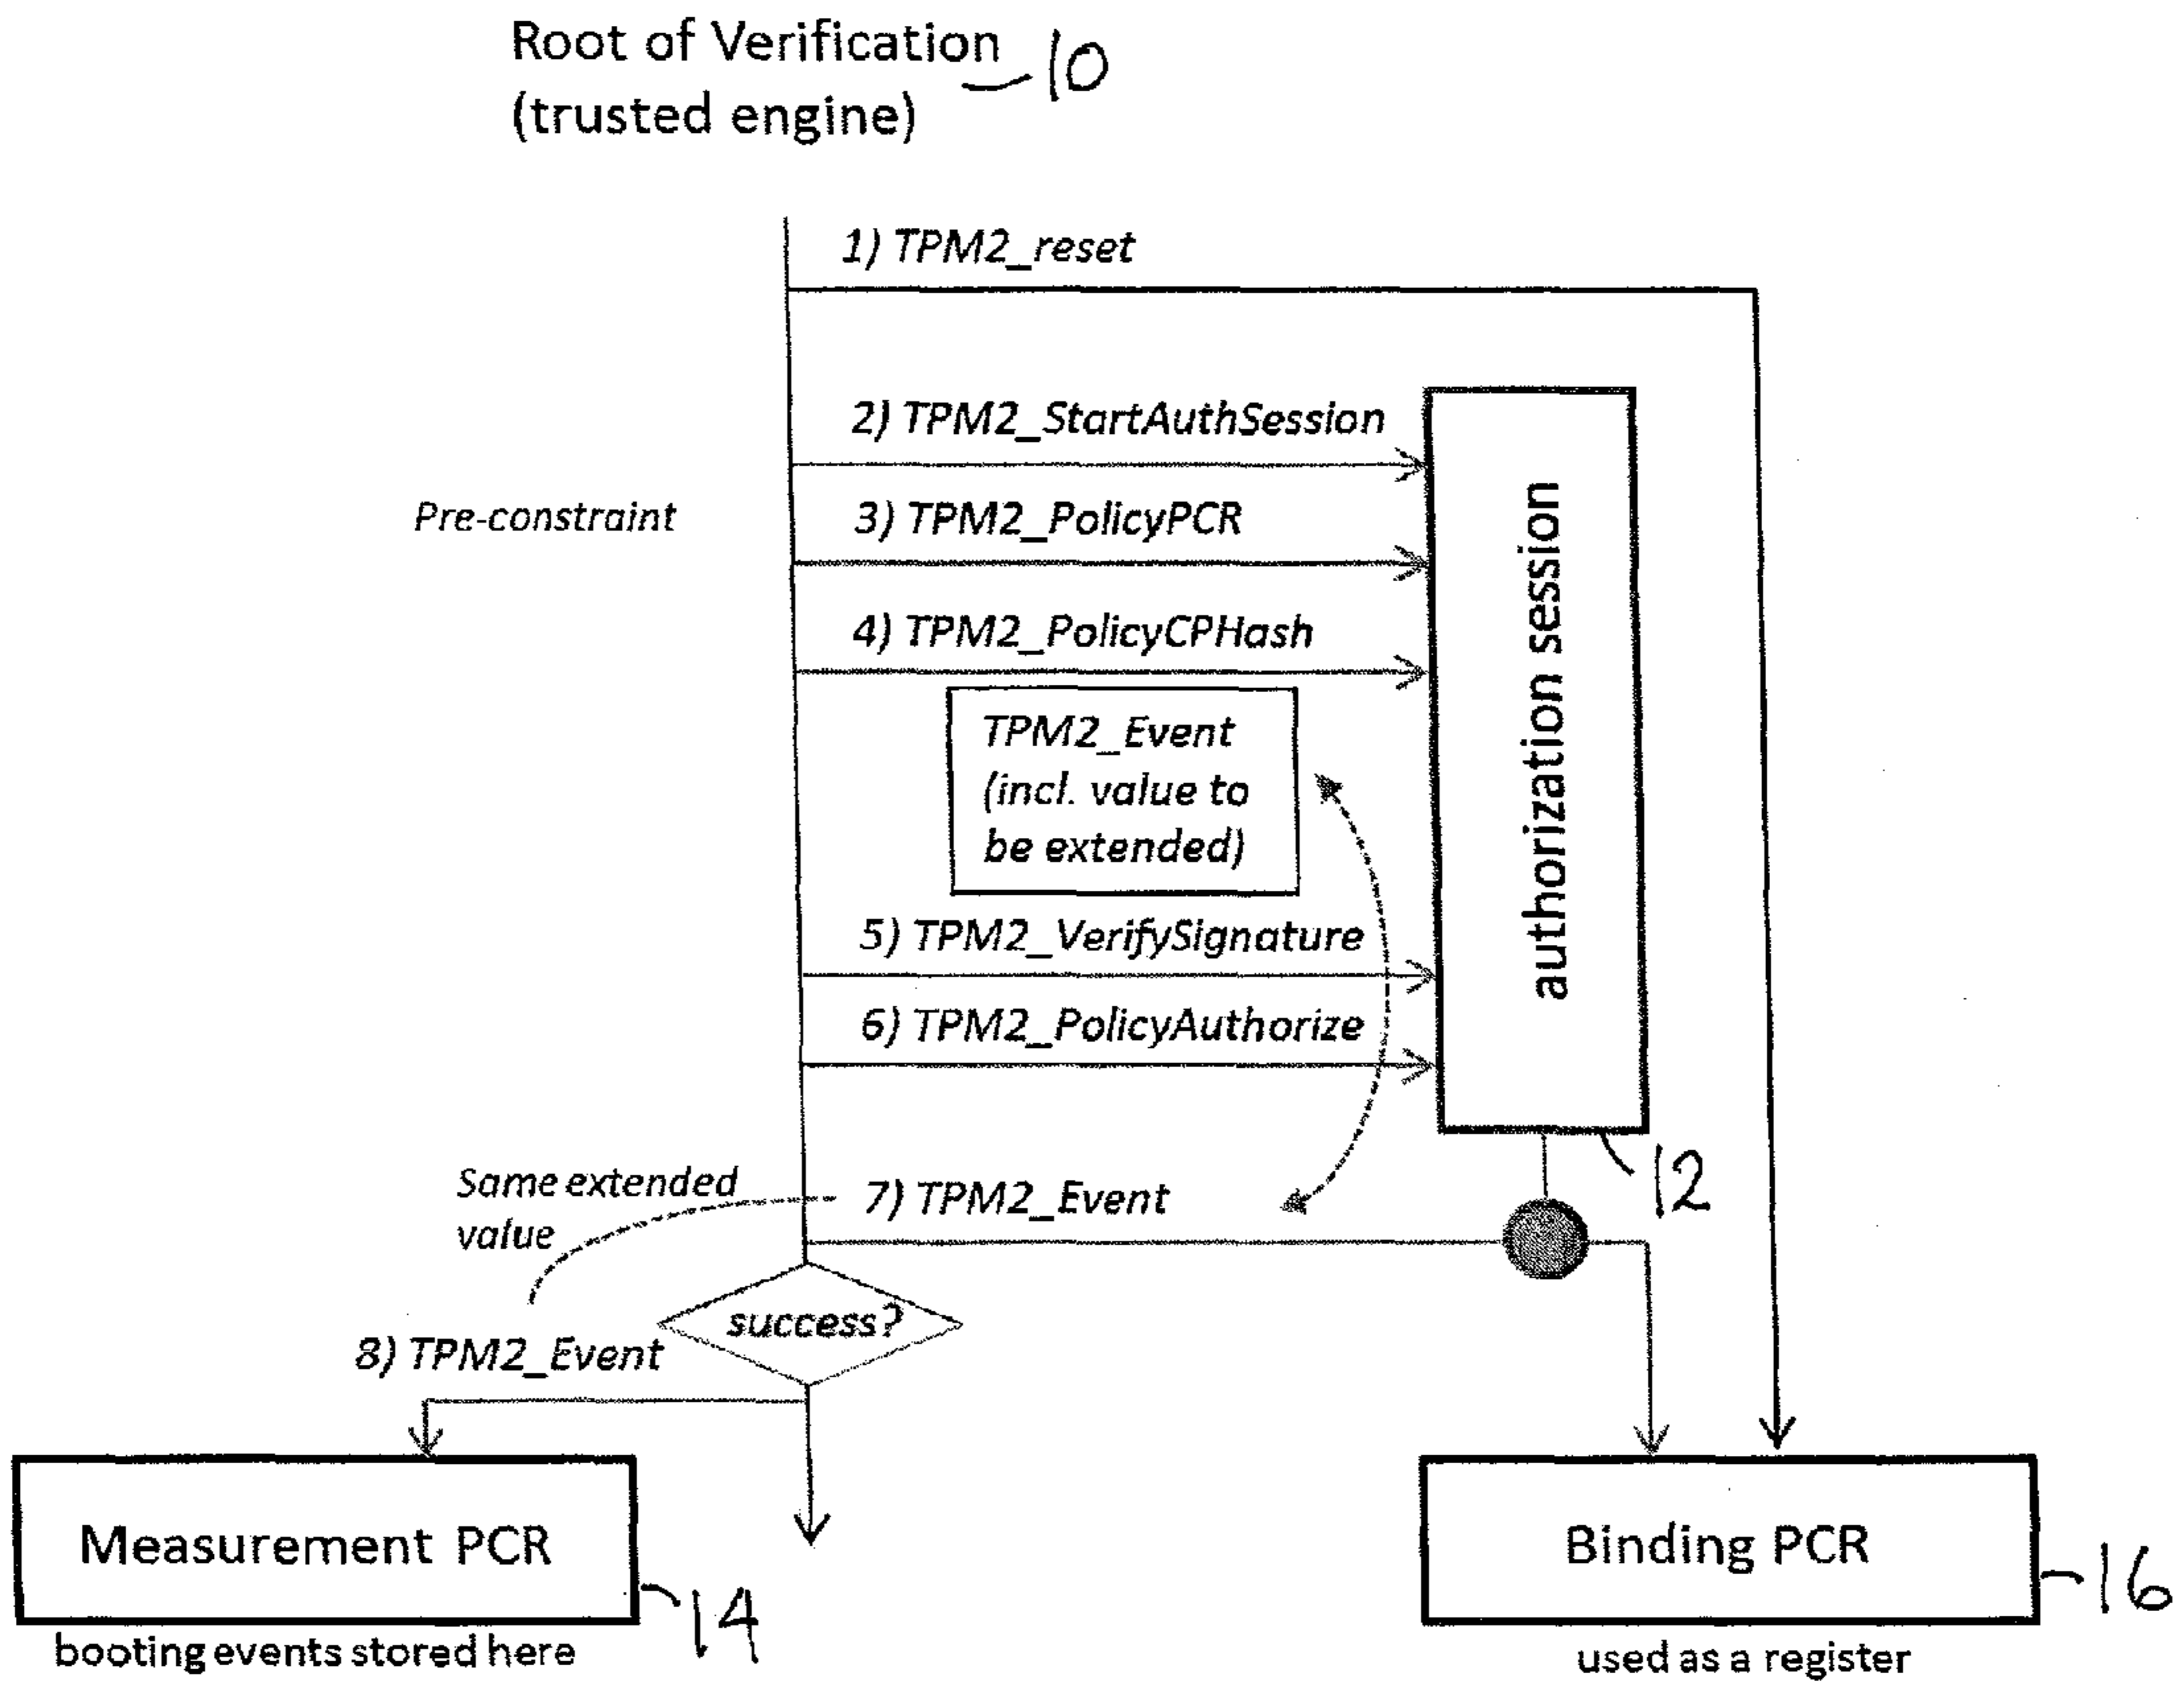 Root of Verification
(trusted engine)
10
1) TPM2_reset
2) TPM2_StartAuthSession
Pre-constraint
3) TPM2_PolicyPCR
4) TPM2_PolicyCPHash
TPM2_Event
(incl. value to
be extended)
authorization session
5) TPM2_VerifySignature
6) TPM2_PolicyAuthorize
12
Same extended
value
7) TPM2_Event
success?
8) TPM2_Event
Measurement PCR
14
booting events stored here
Binding PCR
16
used as a register